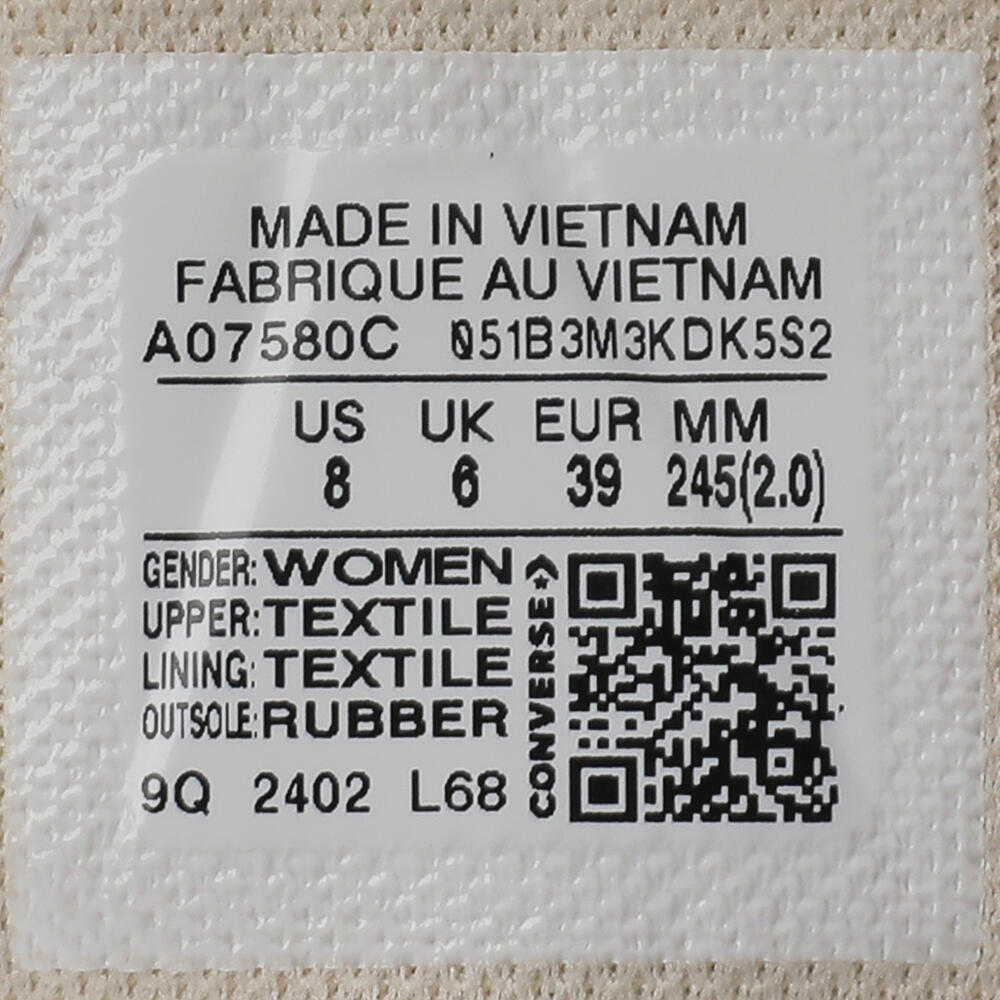 MADE IN VIETNAM
FABRIQUE AU VIETNAM
A07580C 051B3M3KDK5S2
US UK EUR MM
8 6 39 245(2.0)
GENDER: WOMEN
UPPER: TEXTILE
LINING: TEXTILE
OUTSOLE: RUBBER
9Q 2402 L68
CONVERSE